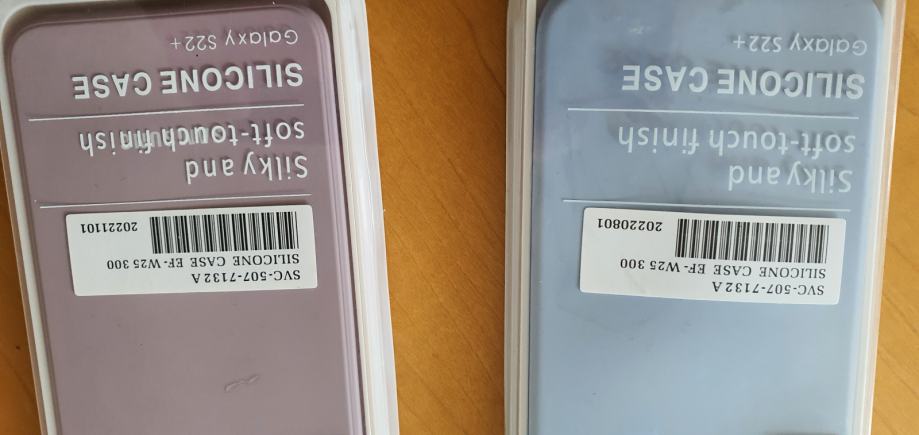 SVC-507-7132 A
SILICONE CASE EF- W25 300
20221101
Silky and
soft-touch finish
SILICONE CASE
Galaxy S22+
SVC-507-7132 A
SILICONE CASE EF- W25 300
20220801
Silky and
soft-touch finish
SILICONE CASE
Galaxy S22+